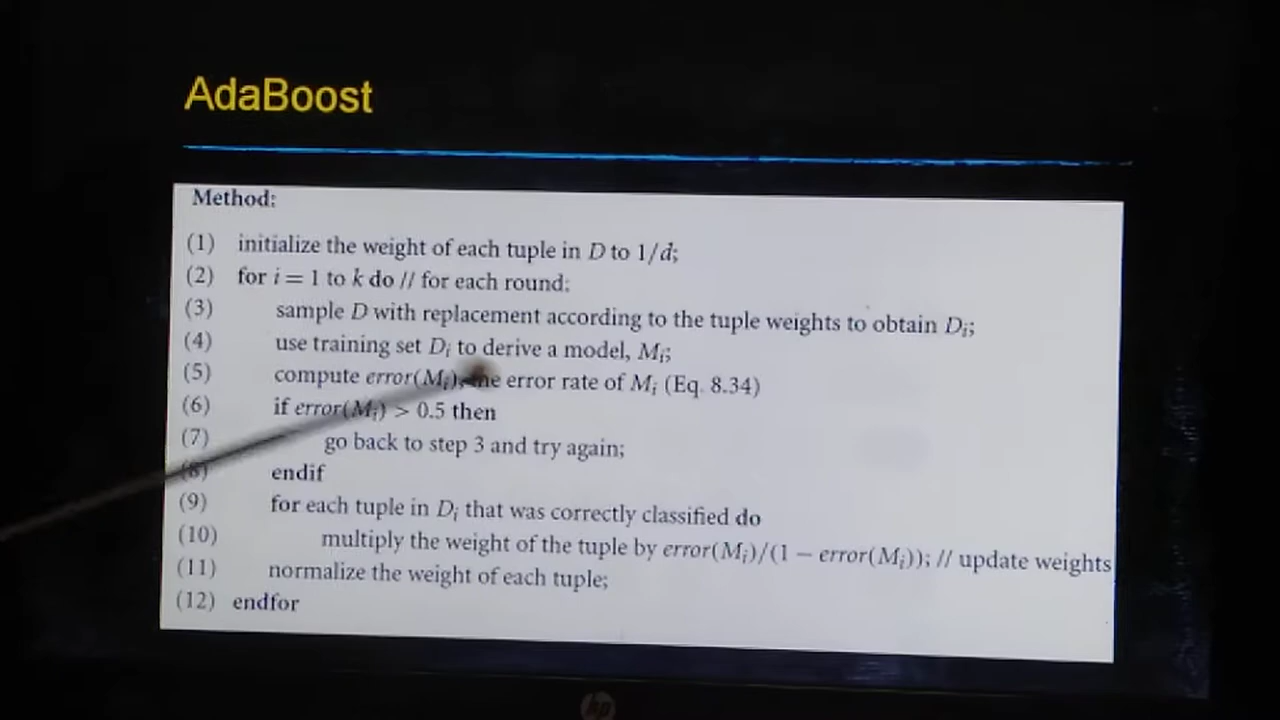 AdaBoost
Method:
(1) initialize the weight of each tuple in D to 1/d;
(2) for i = 1 to k do // for each round:
(3) sample D with replacement according to the tuple weights to obtain Di;
(4) use training set Di to derive a model, Mi;
(5) compute error(Mi), the error rate of Mi (Eq. 8.34)
(6) if error(Mi) > 0.5 then
(7) go back to step 3 and try again;
(8) endif
(9) for each tuple in Di that was correctly classified do
(10) multiply the weight of the tuple by error(Mi)/(1 − error(Mi)); // update weights
(11) normalize the weight of each tuple;
(12) endfor
hp